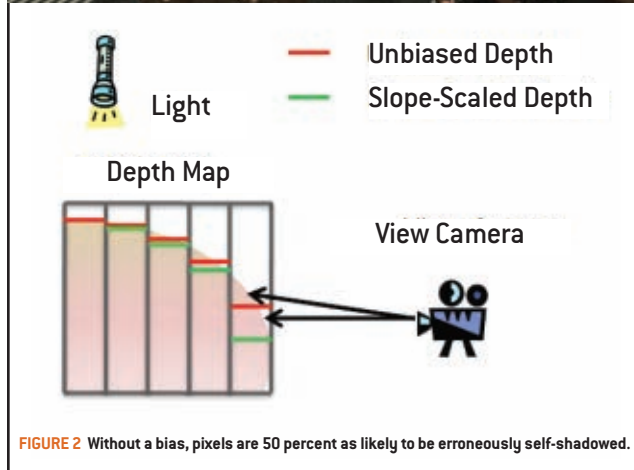 Unbiased Depth
Slope-Scaled Depth
Light
Depth Map
View Camera
FIGURE 2 Without a bias, pixels are 50 percent as likely to be erroneously self-shadowed.